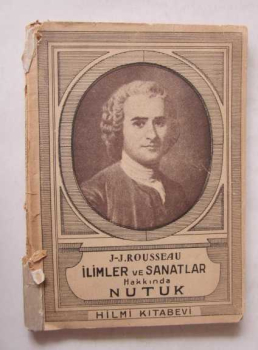 J-J.ROUSSEAU
İLİMLER VE SANATLAR
Hakkında
NUTUK
HİLMİ KİTABEVİ